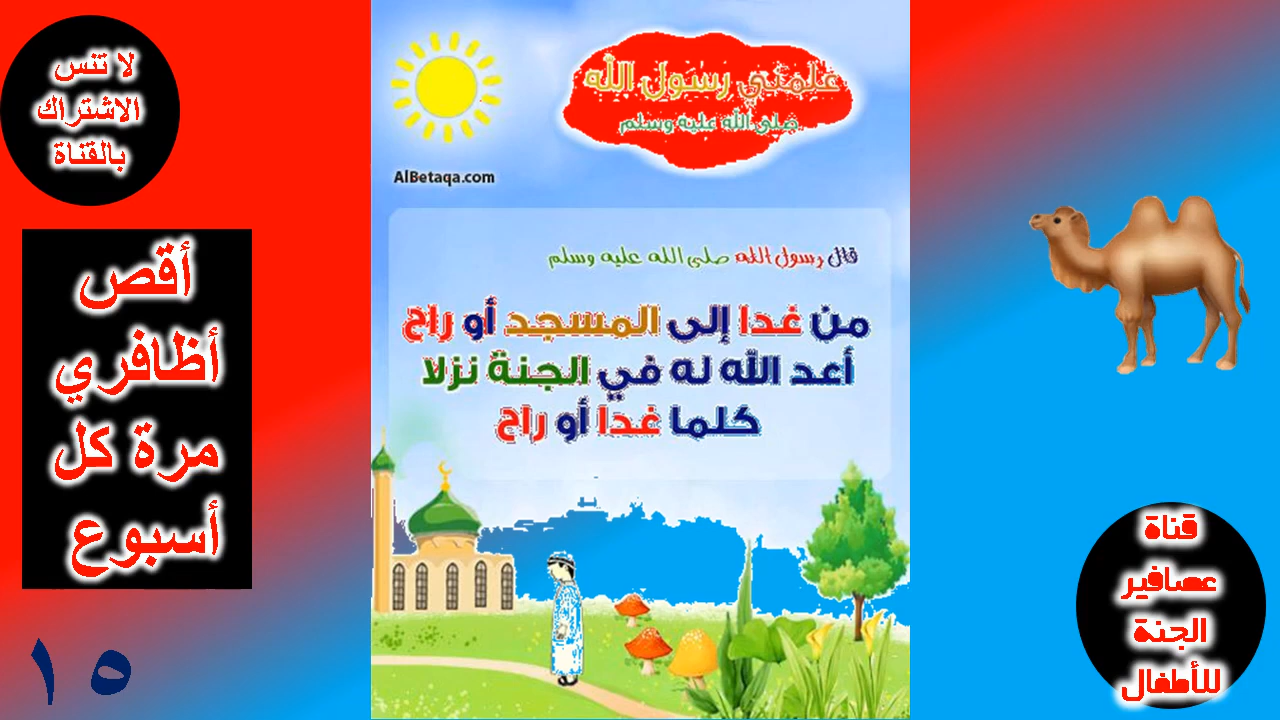 لا تنس
الاشتراك
بالقناة
علمني رسول الله
صلى الله عليه وسلم
AlBetaqa.com
قال رسول الله صلى الله عليه وسلم
من غدا إلى المسجد أو راح
أعد الله له في الجنة نزلا
كلما غدا أو راح
أقص
أظافري
مرة كل
أسبوع
١٥
قناة
عصافير
الجنة
للأطفال